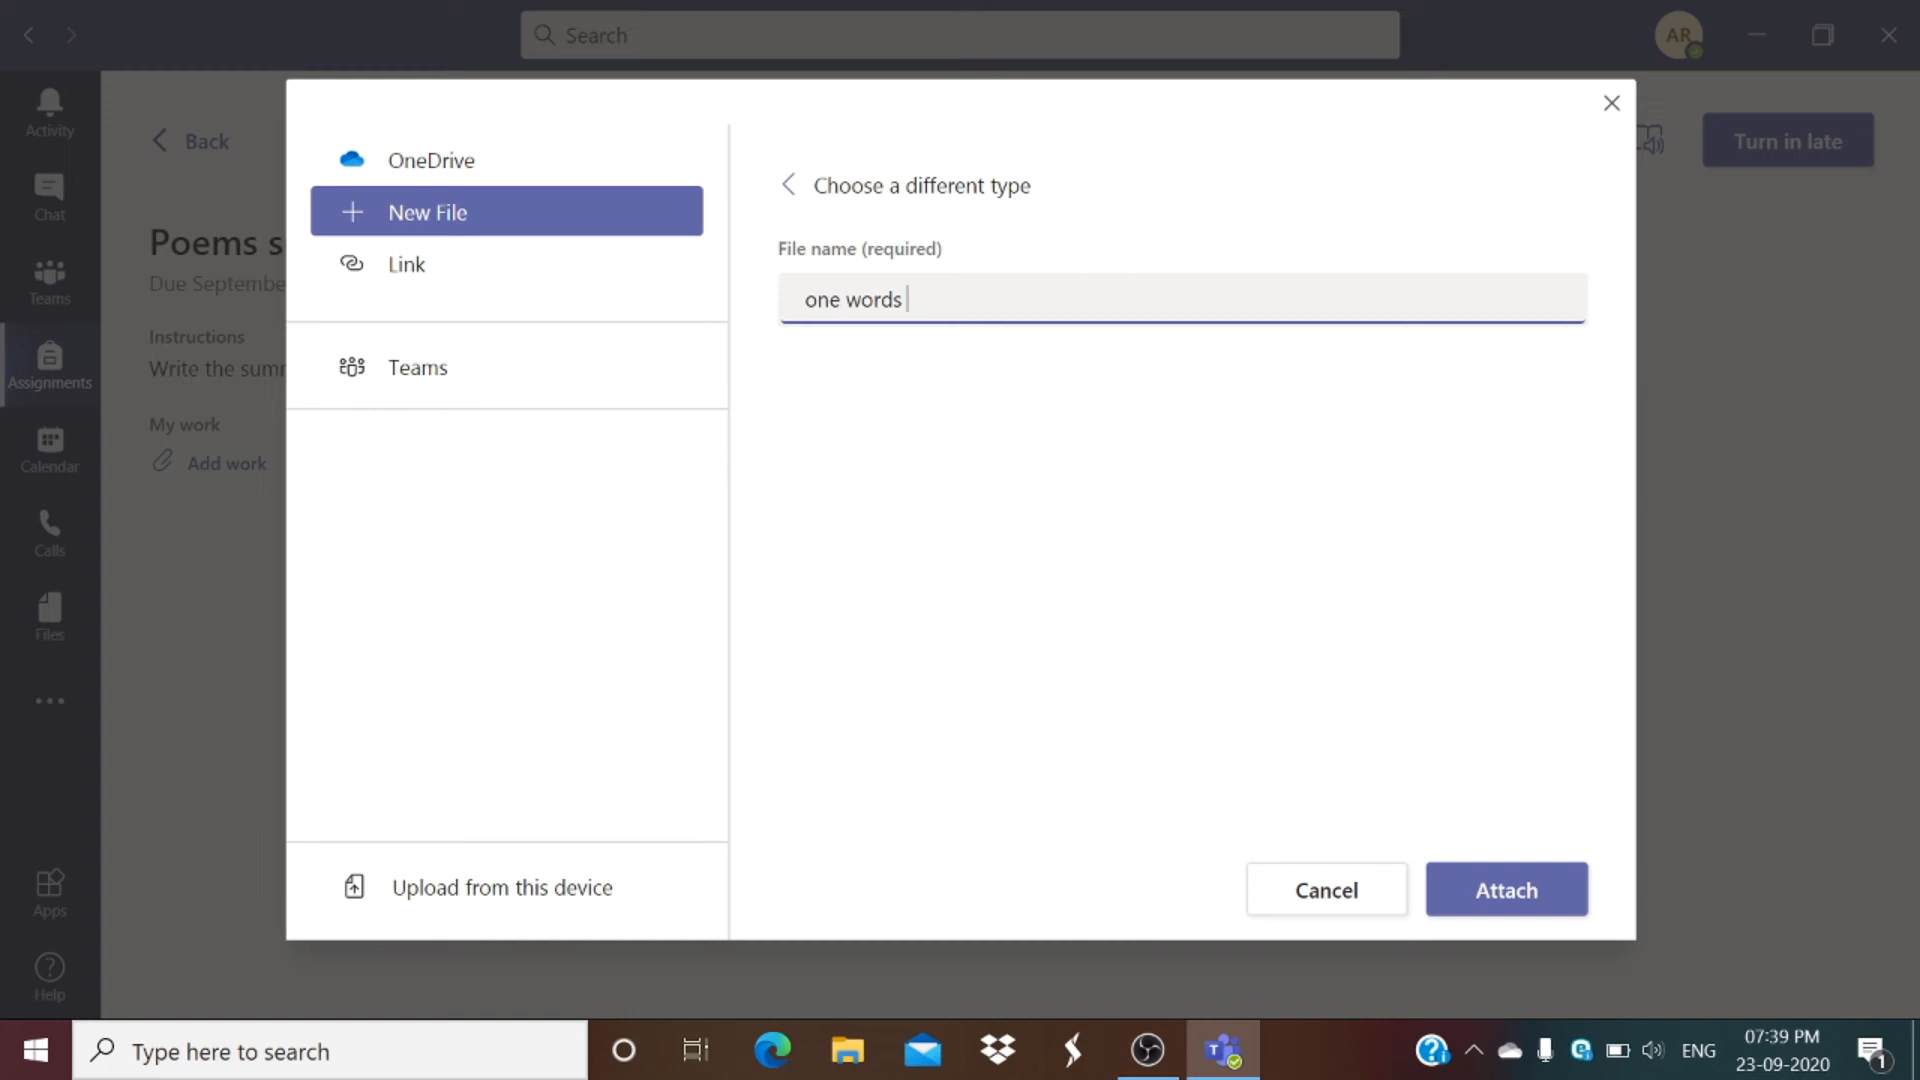 Search
AR
Activity
Chat
Teams
Assignments
Calendar
Calls
Files
Apps
Help
Back
Turn in late
Poems s
Due Septembe
Instructions
Write the sum
My work
Add work
OneDrive
New File
Link
Teams
Upload from this device
Choose a different type
File name (required)
one words
Cancel
Attach
Type here to search
ENG
07:39 PM
23-09-2020
1